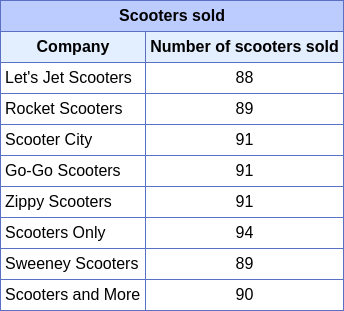 Scooters sold
Company Number of scooters sold
Let's Jet Scooters 88
Rocket Scooters 89
Scooter City 91
Go-Go Scooters 91
Zippy Scooters 91
Scooters Only 94
Sweeney Scooters 89
Scooters and More 90